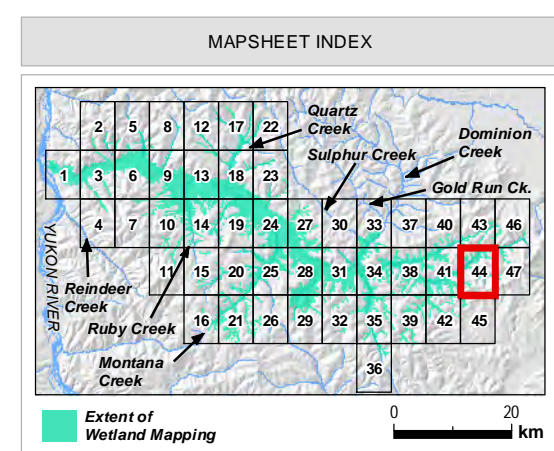 MAPSHEET INDEX
Quartz
Creek
Dominion
Creek
Sulphur Creek
Gold Run Ck.
2 5 8 12 17 22
1 3 6 9 13 18 23
4 7 10 14 19 24 27 30 33 37 40 43 46
11 15 20 25 28 31 34 38 41 44 47
16 21 26 29 32 35 39 42 45
36
YUKON RIVER
Reindeer
Creek
Ruby Creek
Montana
Creek
Extent of
Wetland Mapping
0 20
km